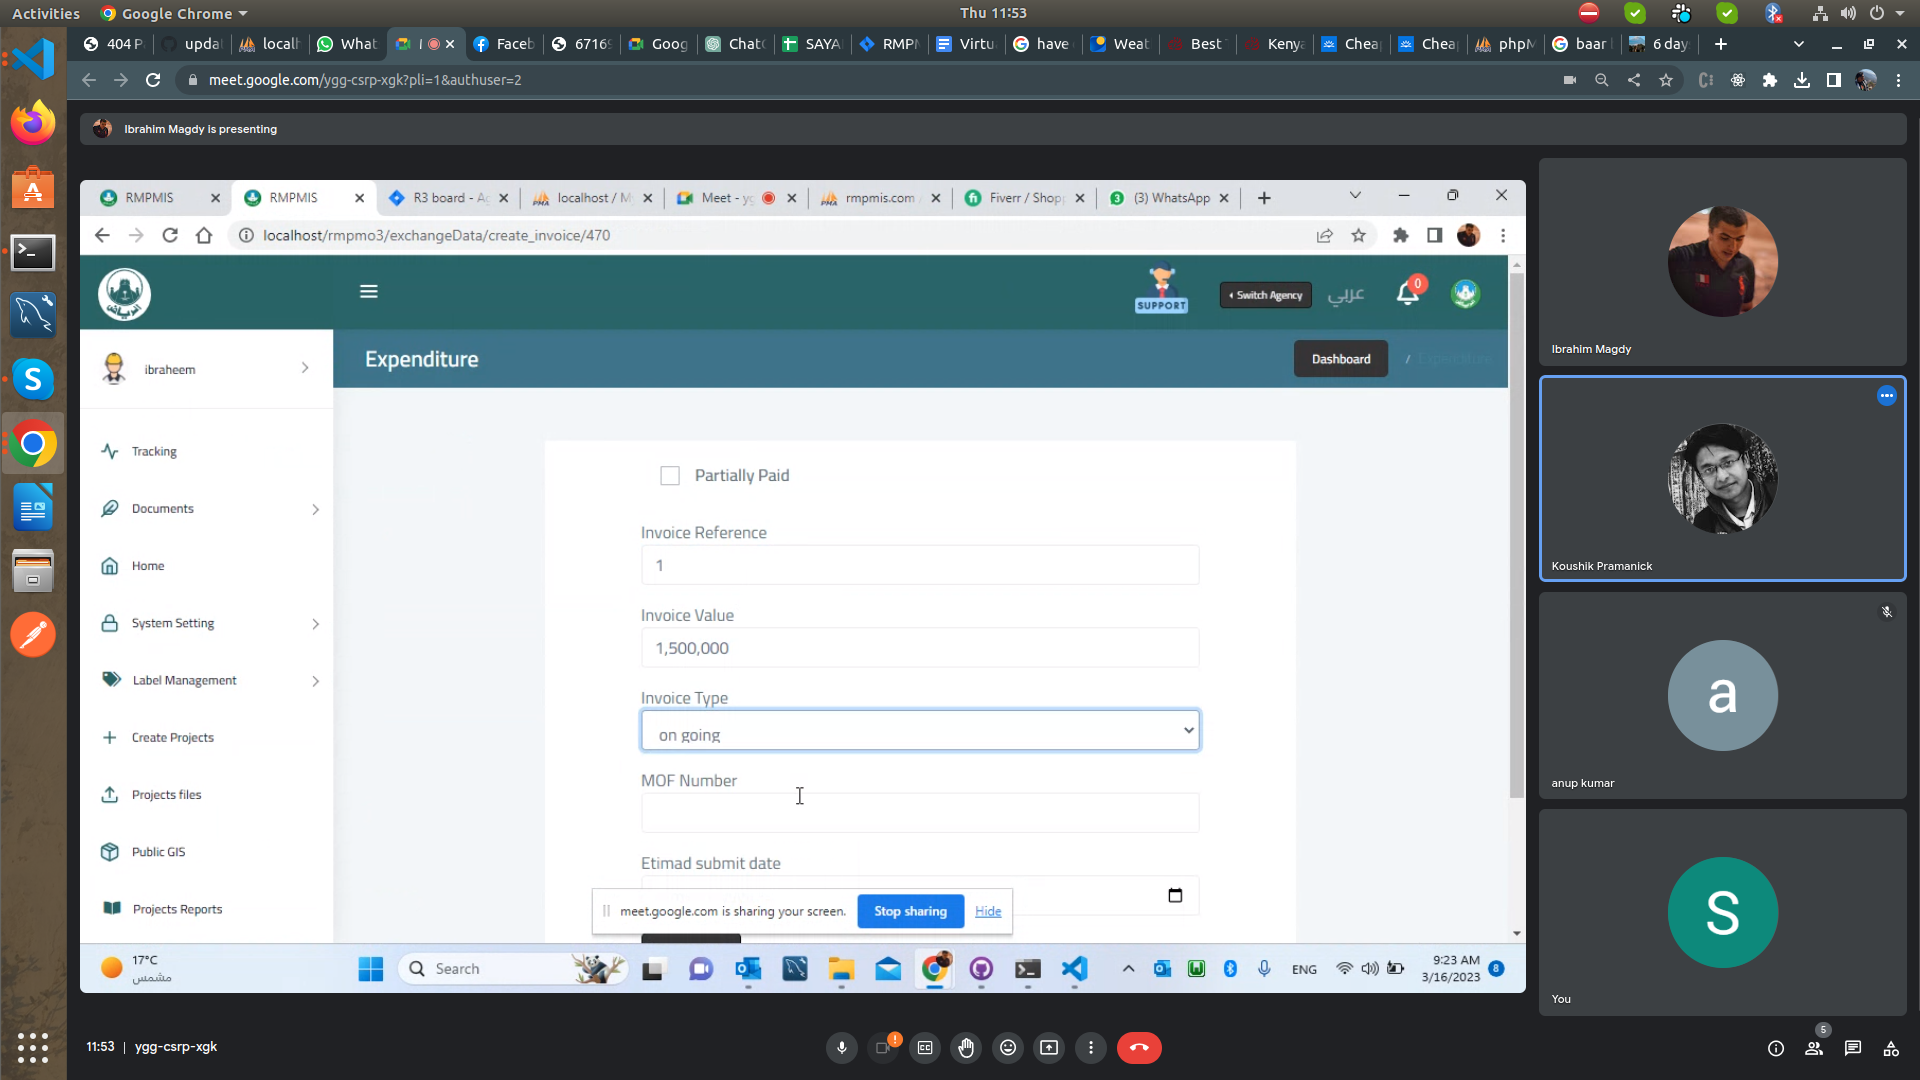 Activities
Google Chrome
Thu 11:53
404 P
upda
local
What
I
Faceb
6716
Goog
Chat
SAYA
RMPM
Virtu
have
Weat
Best
Keny
Chea
Chea
phpM
baar
6 day
meet.google.com/ygg-csrp-xgk?pli=1&authuser=2
Ibrahim Magdy is presenting
RMPMIS
RMPMIS
R3 board - A
localhost / M
Meet - yg
rmpmis.com /
Fiverr / Shop
(3) WhatsApp
localhost/rmpmo3/exchangeData/create_invoice/470
SUPPORT
Switch Agency
عربي
0
ibraheem
Expenditure
Dashboard
/ Expenditure
Tracking
Documents
Home
System Setting
Label Management
Create Projects
Projects files
Public GIS
Projects Reports
Partially Paid
Invoice Reference
1
Invoice Value
1,500,000
Invoice Type
on going
MOF Number
Etimad submit date
meet.google.com is sharing your screen.
Stop sharing
Hide
17°C
مشمس
Search
ENG
9:23 AM
3/16/2023
8
Ibrahim Magdy
Koushik Pramanick
a
anup kumar
S
You
11:53 | ygg-csrp-xgk
5